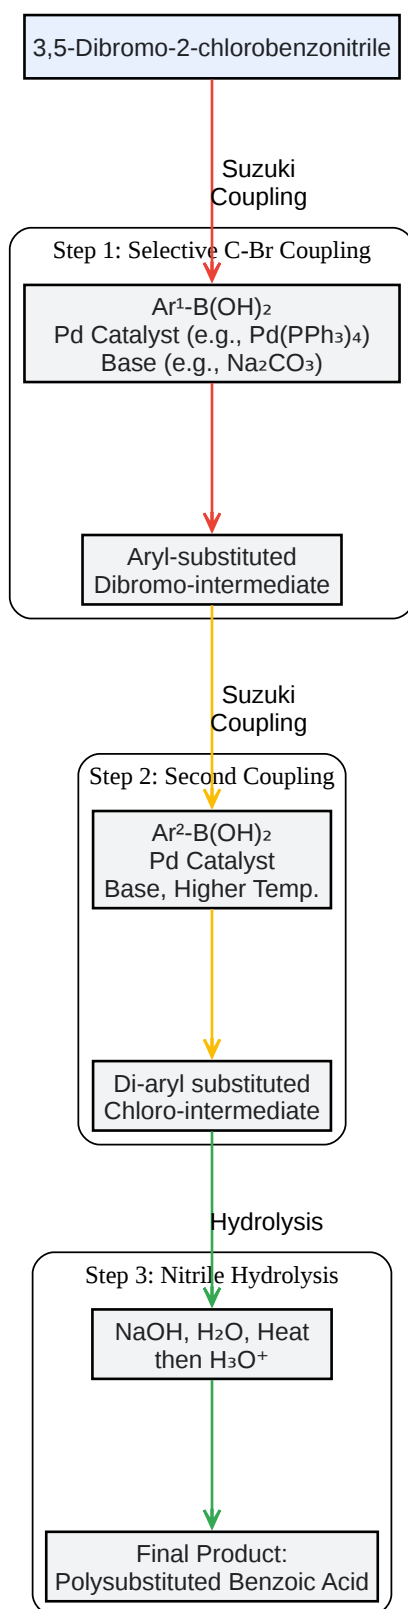 3,5-Dibromo-2-chlorobenzonitrile
Suzuki
Coupling
Step 1: Selective C-Br Coupling
Ar¹-B(OH)₂
Pd Catalyst (e.g., Pd(PPh₃)₄)
Base (e.g., Na₂CO₃)
Aryl-substituted
Dibromo-intermediate
Suzuki
Coupling
Step 2: Second Coupling
Ar²-B(OH)₂
Pd Catalyst
Base, Higher Temp.
Di-aryl substituted
Chloro-intermediate
Hydrolysis
Step 3: Nitrile Hydrolysis
NaOH, H₂O, Heat
then H₃O⁺
Final Product:
Polysubstituted Benzoic Acid